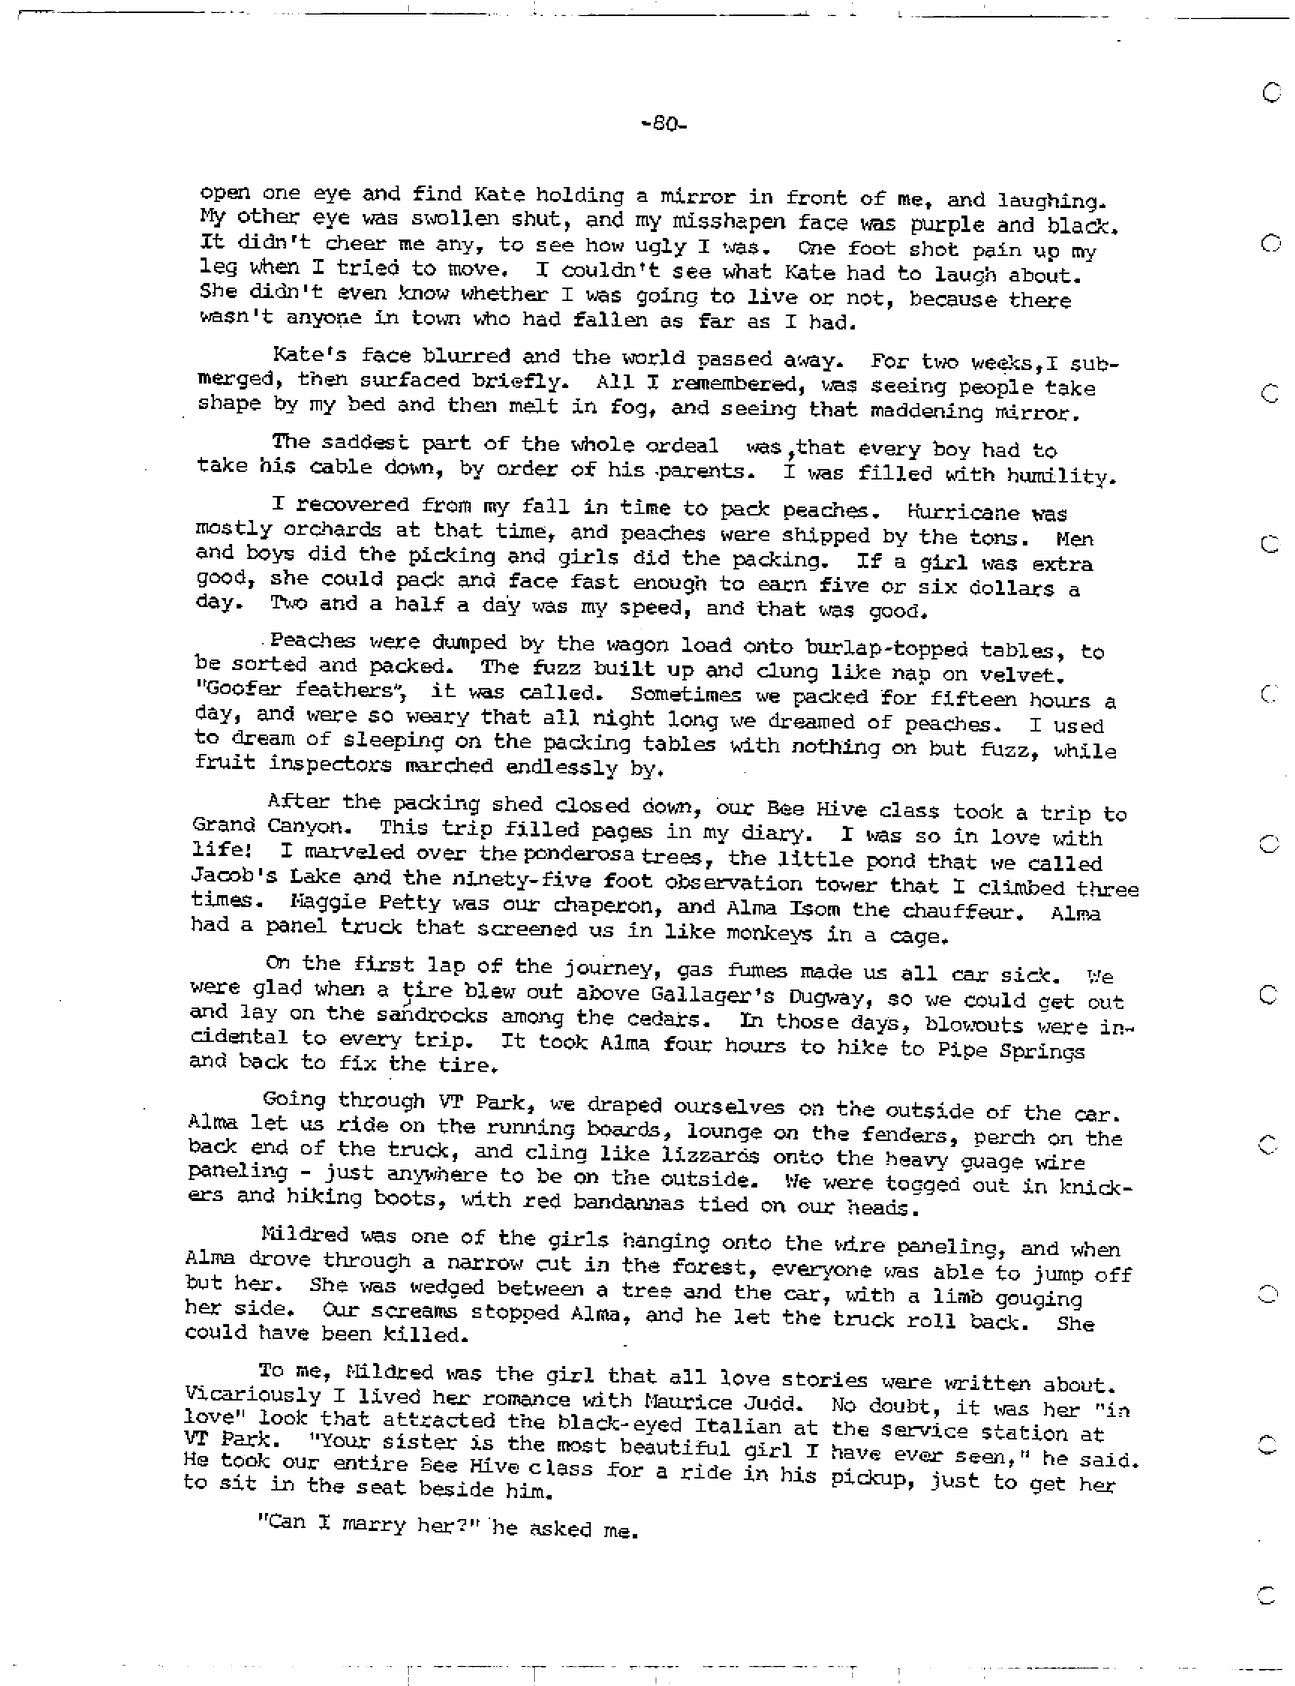 -80-
open one eye and find Kate holding a mirror in front of me, and laughing.
My other eye was swollen shut, and my misshapen face was purple and black.
It didn't cheer me any, to see how ugly I was. One foot shot pain up my
leg when I tried to move. I couldn't see what Kate had to laugh about.
She didn't even know whether I was going to live or not, because there
wasn't anyone in town who had fallen as far as I had.
Kate's face blurred and the world passed away. For two weeks,I sub-
merged, then surfaced briefly. All I remembered, was seeing people take
shape by my bed and then melt in fog, and seeing that maddening mirror.
The saddest part of the whole ordeal was,that every boy had to
take his cable down, by order of his parents. I was filled with humility.
I recovered from my fall in time to pack peaches. Hurricane was
mostly orchards at that time, and peaches were shipped by the tons. Men
and boys did the picking and girls did the packing. If a girl was extra
good, she could pack and face fast enough to earn five or six dollars a
day. Two and a half a day was my speed, and that was good.
Peaches were dumped by the wagon load onto burlap-topped tables, to
be sorted and packed. The fuzz built up and clung like nap on velvet.
"Goofer feathers", it was called. Sometimes we packed for fifteen hours a
day, and were so weary that all night long we dreamed of peaches. I used
to dream of sleeping on the packing tables with nothing on but fuzz, while
fruit inspectors marched endlessly by.
After the packing shed closed down, our Bee Hive class took a trip to
Grand Canyon. This trip filled pages in my diary. I was so in love with
life! I marveled over the ponderosa trees, the little pond that we called
Jacob's Lake and the ninety-five foot observation tower that I climbed three
times. Maggie Petty was our chaperon, and Alma Isom the chauffeur. Alma
had a panel truck that screened us in like monkeys in a cage.
On the first lap of the journey, gas fumes made us all car sick. We
were glad when a tire blew out above Gallager's Dugway, so we could get out
and lay on the sandrocks among the cedars. In those days, blowouts were in-
cidental to every trip. It took Alma four hours to hike to Pipe Springs
and back to fix the tire.
Going through VT Park, we draped ourselves on the outside of the car.
Alma let us ride on the running boards, lounge on the fenders, perch on the
back end of the truck, and cling like lizzards onto the heavy guage wire
paneling - just anywhere to be on the outside. We were togged out in knick-
ers and hiking boots, with red bandannas tied on our heads.
Mildred was one of the girls hanging onto the wire paneling, and when
Alma drove through a narrow cut in the forest, everyone was able to jump off
but her. She was wedged between a tree and the car, with a limb gouging
her side. Our screams stopped Alma, and he let the truck roll back. She
could have been killed.
To me, Mildred was the girl that all love stories were written about.
Vicariously I lived her romance with Maurice Judd. No doubt, it was her "in
love" look that attracted the black-eyed Italian at the service station at
VT Park. "Your sister is the most beautiful girl I have ever seen," he said.
He took our entire Bee Hive class for a ride in his pickup, just to get her
to sit in the seat beside him.
"Can I marry her?" he asked me.